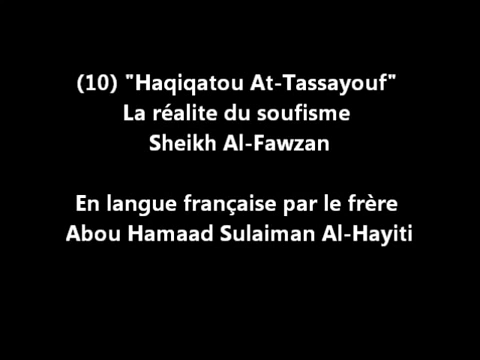 (10) "Haqiqatou At-Tassayouf"
La réalite du soufisme
Sheikh Al-Fawzan
En langue française par le frère
Abou Hamaad Sulaiman Al-Hayiti